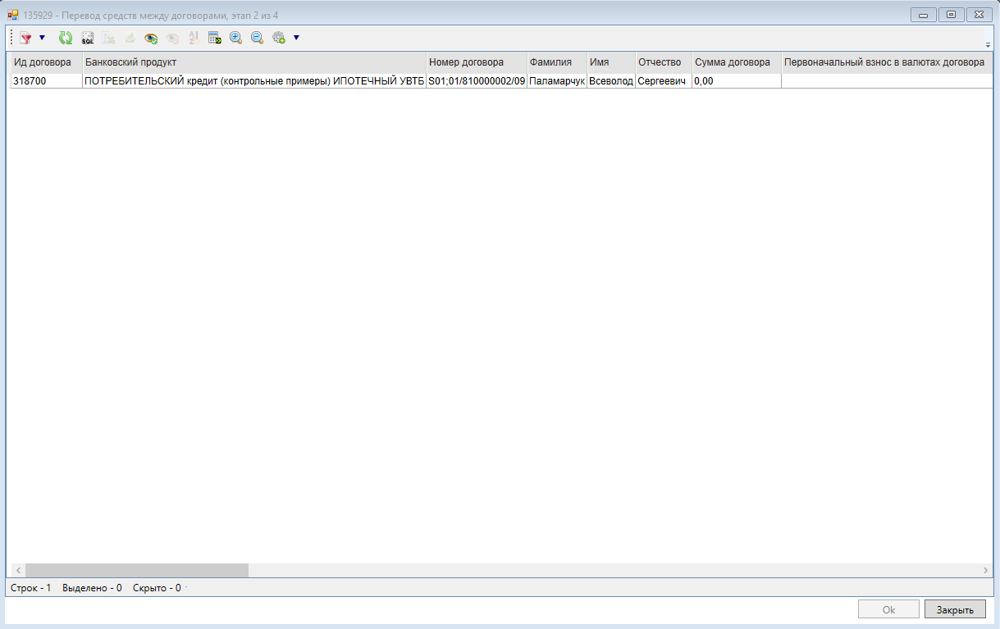 135929 - Перевод средств между договорами, этап 2 из 4
SQL
Ид договора Банковский продукт Номер договора Фамилия Имя Отчество Сумма договора Первоначальный взнос в валютах договора
318700 ПОТРЕБИТЕЛЬСКИЙ кредит (контрольные примеры) ИПОТЕЧНЫЙ УВТБ S01;01/810000002/09 Паламарчук Всеволод Сергеевич 0,00
Строк - 1 Выделено - 0 Скрыто - 0
Ok Закрыть